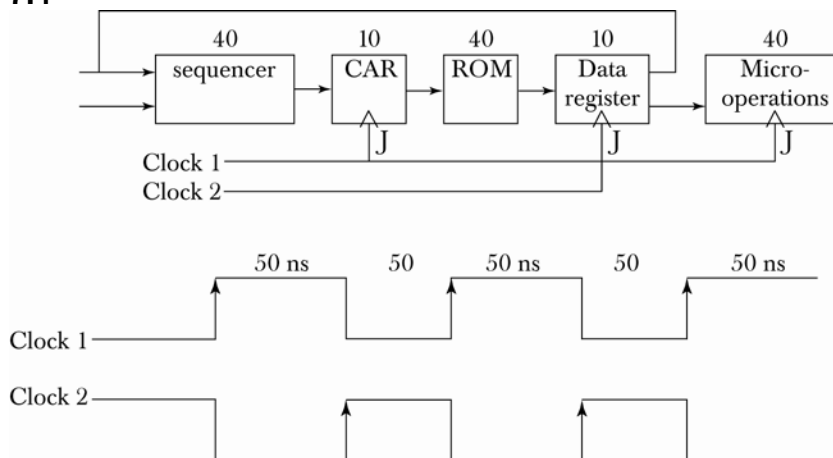 40 10 40 10 40
sequencer CAR ROM Data Micro-
register operations
J J J
Clock 1
Clock 2
50 ns 50 50 ns 50 50 ns
Clock 1
Clock 2